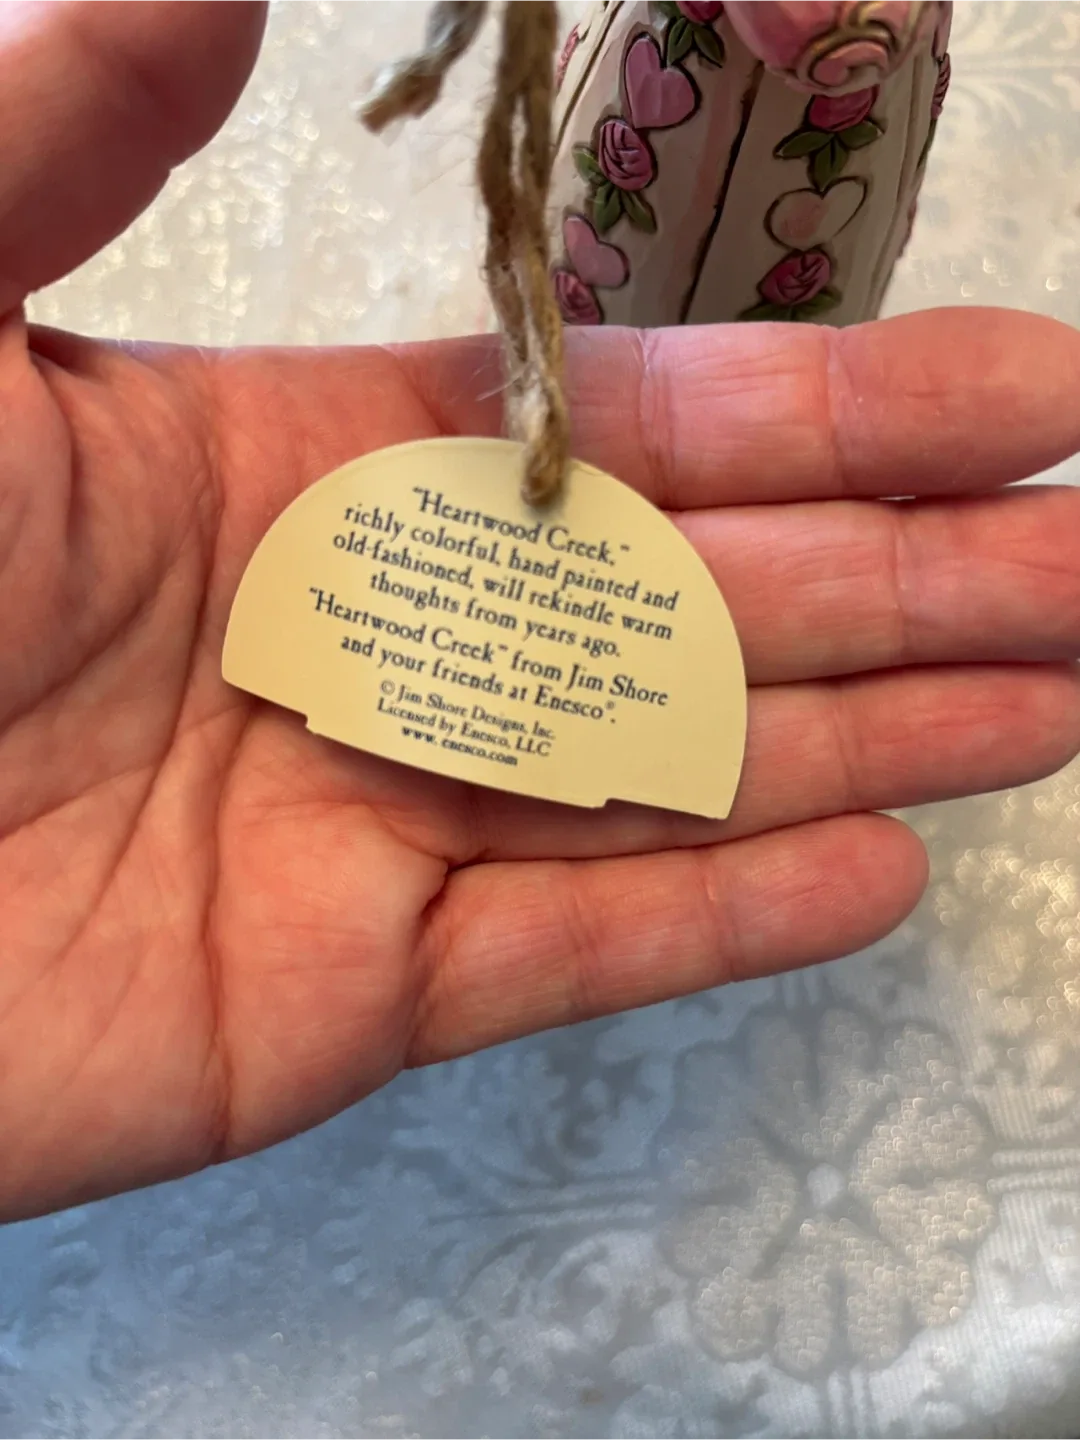 "Heartwood Creek,"
richly colorful, hand painted and
old-fashioned, will rekindle warm
thoughts from years ago.
"Heartwood Creek" from Jim Shore
and your friends at Enesco®.
© Jim Shore Designs, Inc.
Licensed by Enesco, LLC
www. enesco.com